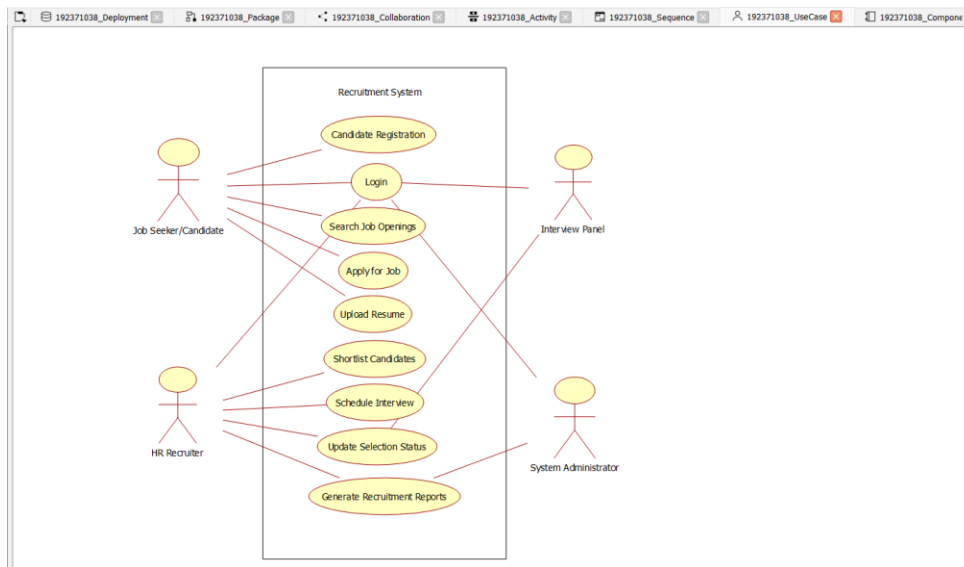 192371038_Deployment
192371038_Package
192371038_Collaboration
192371038_Activity
192371038_Sequence
192371038_UseCase
192371038_Compone
Recruitment System
Candidate Registration
Login
Search Job Openings
Apply for Job
Upload Resume
Shortlist Candidates
Schedule Interview
Update Selection Status
Generate Recruitment Reports
Job Seeker/Candidate
HR Recruiter
Interview Panel
System Administrator